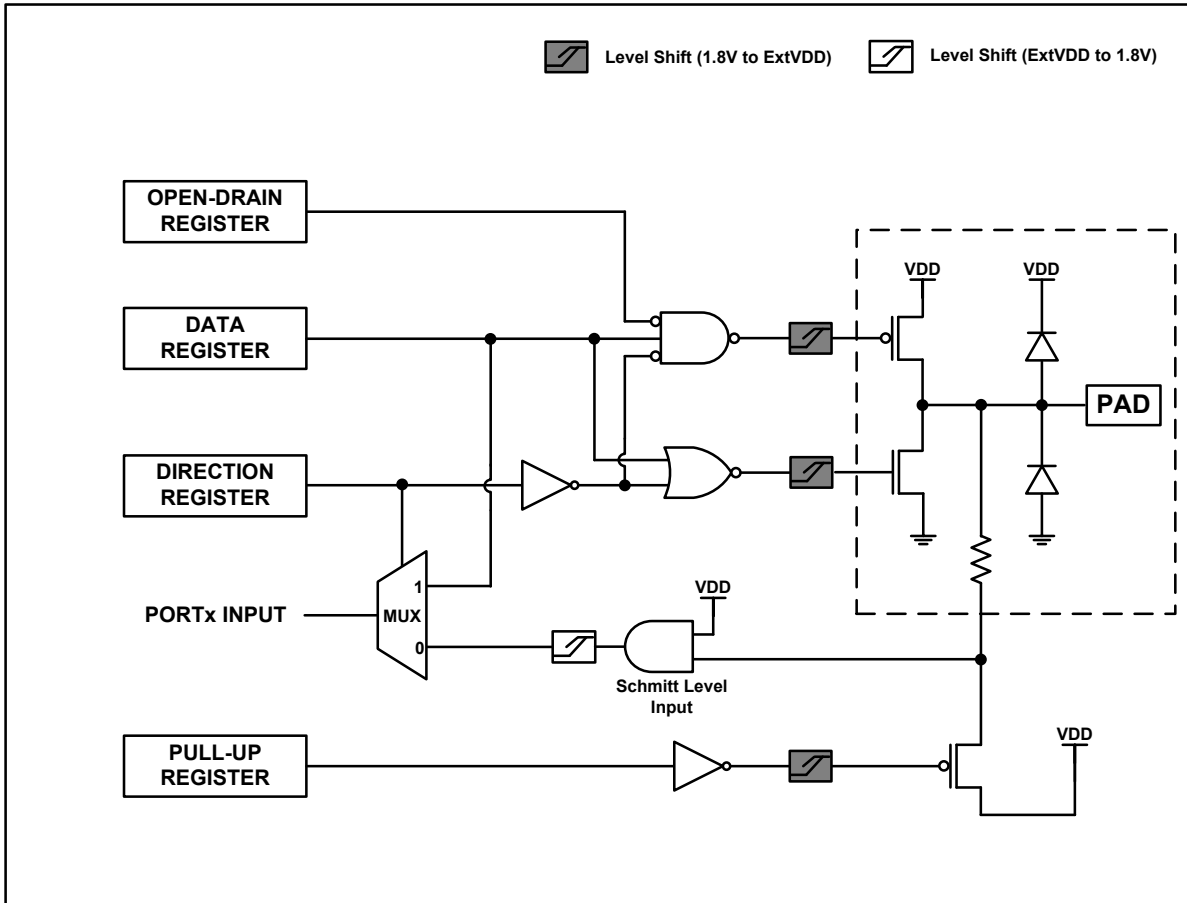 Level Shift (1.8V to ExtVDD)
Level Shift (ExtVDD to 1.8V)
OPEN-DRAIN
REGISTER
VDD
VDD
DATA
REGISTER
PAD
DIRECTION
REGISTER
VDD
1
PORTx INPUT
MUX
0
Schmitt Level
Input
VDD
PULL-UP
REGISTER